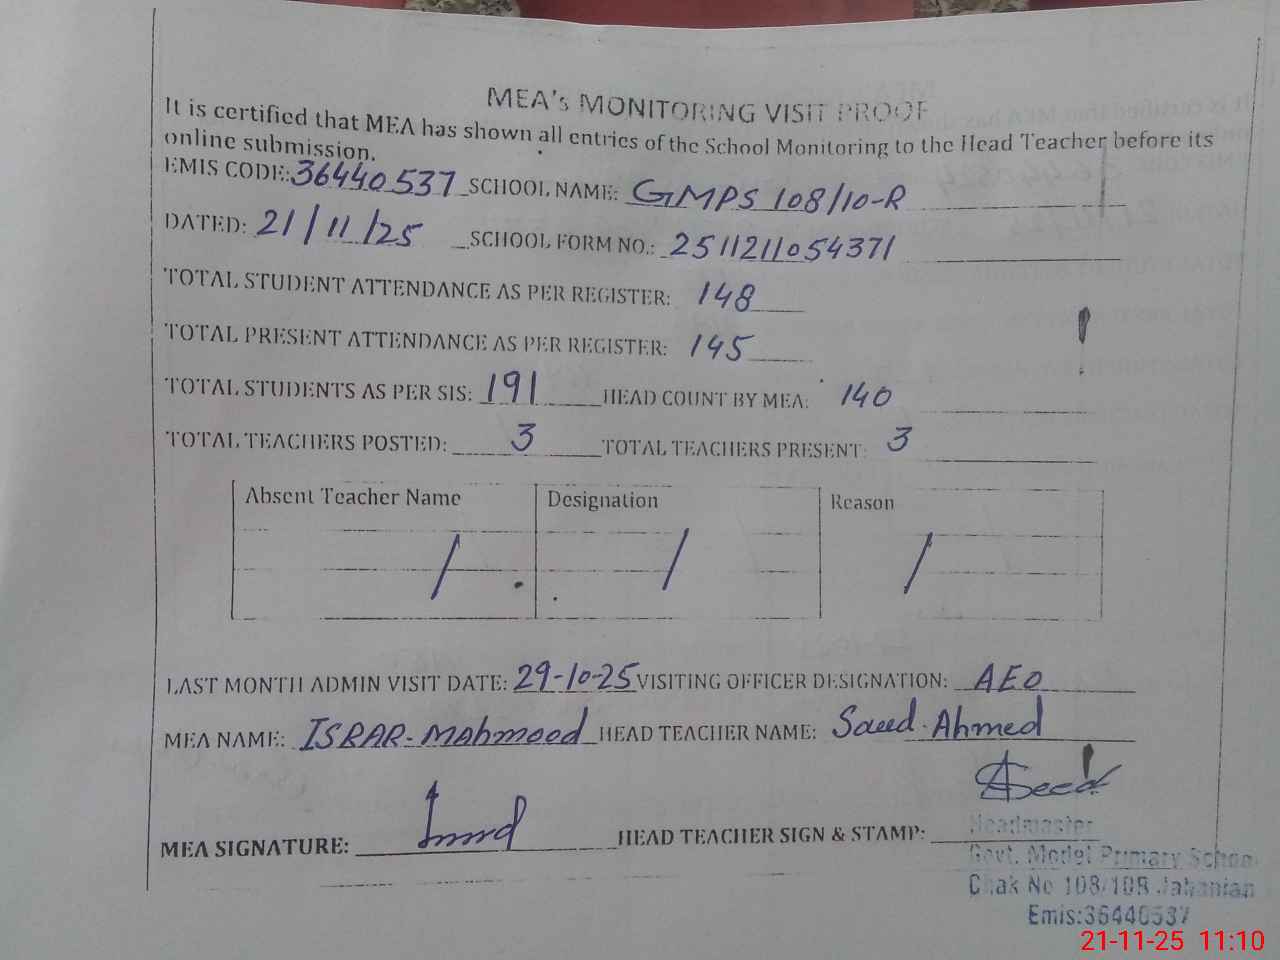 MEA's MONITORING VISIT PROOF
It is certified that MEA has shown all entries of the School Monitoring to the Head Teacher before its
online submission.
EMIS CODE: 36440537 SCHOOL NAME: GMPS 108/10-R
DATED: 21/11/25 SCHOOL FORM NO.: 2511211054371
TOTAL STUDENT ATTENDANCE AS PER REGISTER: 148
TOTAL PRESENT ATTENDANCE AS PER REGISTER: 145
TOTAL STUDENTS AS PER SIS: 191 HEAD COUNT BY MEA: 140
TOTAL TEACHERS POSTED: 3 TOTAL TEACHERS PRESENT: 3
Absent Teacher Name Designation Reason
/ / /
LAST MONTH ADMIN VISIT DATE: 29-10-25 VISITING OFFICER DESIGNATION: AEO
MEA NAME: ISRAR-Mahmood HEAD TEACHER NAME: Saeed Ahmed
MEA SIGNATURE: HEAD TEACHER SIGN & STAMP:
Headmaster
Govt. Model Primary School
Chak No 108/10R Jahanian
Emis:36440537
21-11-25 11:10